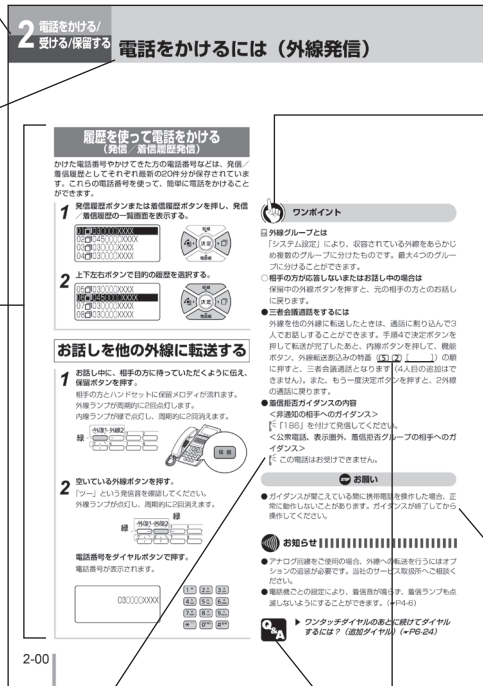 2 電話をかける/
受ける/保留する
電話をかけるには（外線発信）
履歴を使って電話をかける
（発信／着信履歴発信）
かけた電話番号やかけてきた方の電話番号などは、発信／
着信履歴としてそれぞれ最新の20件分が保存されていま
す。これらの電話番号を使って、簡単に電話をかけること
ができます。
1 発信履歴ボタンまたは着信履歴ボタンを押し、発信
／着信履歴の一覧画面を表示する。
決定
2 上下左右ボタンで目的の履歴を選択する。
決定
お話しを他の外線に転送する
1 お話し中に、相手の方に待っていただくように伝え、
保留ボタンを押す。
相手の方とハンドセットに保留メロディが流れます。
外線ランプが周期的に2回点灯します。
内線ランプが緑で点灯し、周期的に2回消えます。
外線1 外線2
緑
保留
2 空いている外線ボタンを押す。
「ツー」という発信音を確認してください。
外線ランプが点灯し、周期的に2回消えます。
緑
緑
外線1 外線2
電話番号をダイヤルボタンで押す。
電話番号が表示されます。
ワンポイント
外線グループとは
「システム設定」により、収容されている外線をあらかじ
め複数のグループに分けたものです。最大4つのグルー
プに分けることができます。
○相手の方が応答しないまたはお話し中の場合は
保留中の外線ボタンを押すと、元の相手の方とのお話し
に戻ります。
●三者会議通話をするには
外線を他の外線に転送したときは、通話に割り込んで3
人でお話しすることができます。手順4で決定ボタンを
押して転送が完了したあと、内線ボタンを押して、機能
ボタン、外線転送割込みの特番（5 2 [ ]）の順
に押すと、三者会議通話となります（4人目の追加はで
きません）。また、もう一度決定ボタンを押すと、2外線
の通話に戻ります。
●着信拒否ガイダンスの内容
＜非通知の相手へのガイダンス＞
「186」を付けて発信してください。
＜公衆電話、表示圏外、着信拒否グループの相手へのガ
イダンス＞
この電話はお受けできません。
STOP お願い
●ガイダンスが聞こえている間に携帯電話を操作した場合、正
常に動作しないことがあります。ガイダンスが終了してから
操作してください。
お知らせ
●アナログ回線をご使用の場合、外線への転送を行うにはオプ
ションの追装が必要です。当社のサービス取扱所へご相談く
ださい。
●電話機ごとの設定により、着信音が鳴らず、着信ランプも点
滅しないようにすることができます。（P4-6）
Q&A
ワンタッチダイヤルのあとに続けてダイヤル
するには？（追加ダイヤル）（P6-24）
2-00